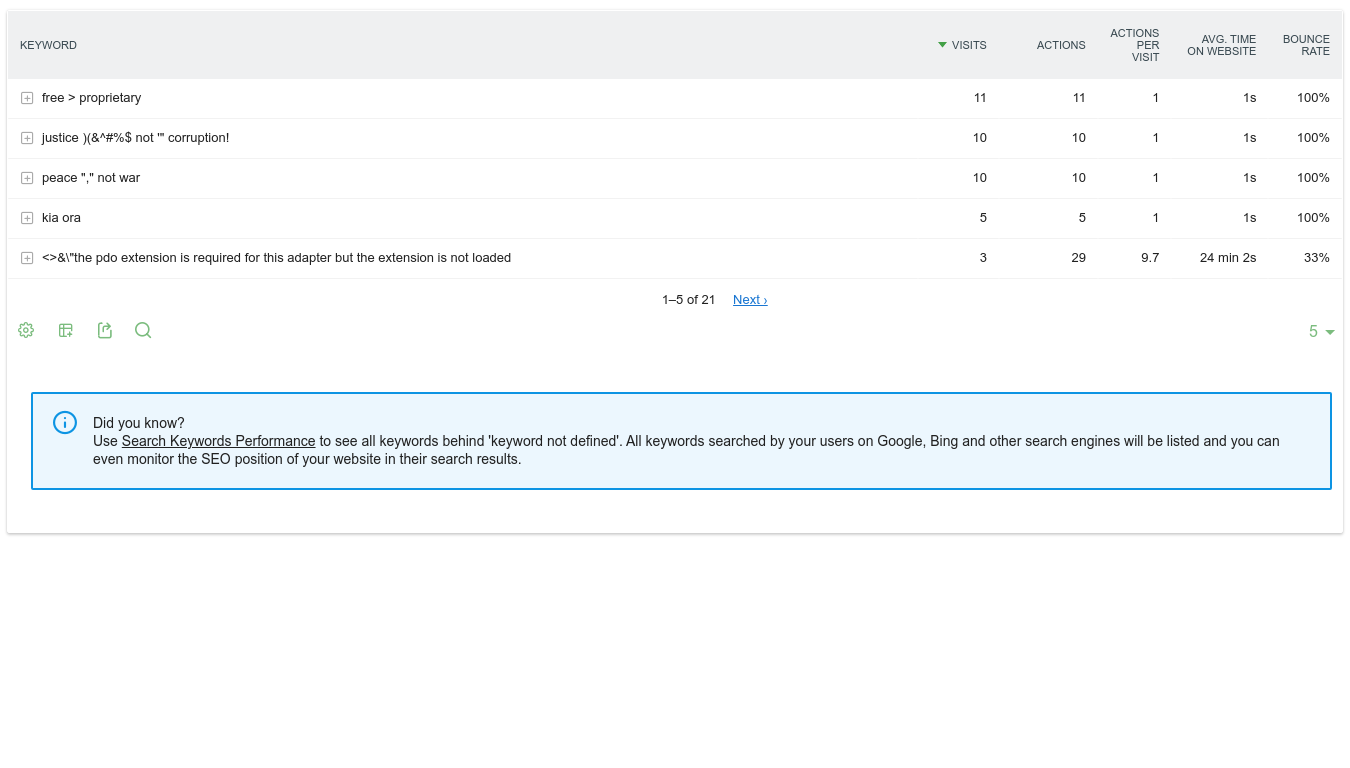 KEYWORD VISITS ACTIONS ACTIONS PER VISIT AVG. TIME ON WEBSITE BOUNCE RATE
free > proprietary 11 11 1 1s 100%
justice )(&^#%$ not '" corruption! 10 10 1 1s 100%
peace "," not war 10 10 1 1s 100%
kia ora 5 5 1 1s 100%
<>&\"the pdo extension is required for this adapter but the extension is not loaded 3 29 9.7 24 min 2s 33%
1–5 of 21 Next ›
5
Did you know?
Use Search Keywords Performance to see all keywords behind 'keyword not defined'. All keywords searched by your users on Google, Bing and other search engines will be listed and you can
even monitor the SEO position of your website in their search results.